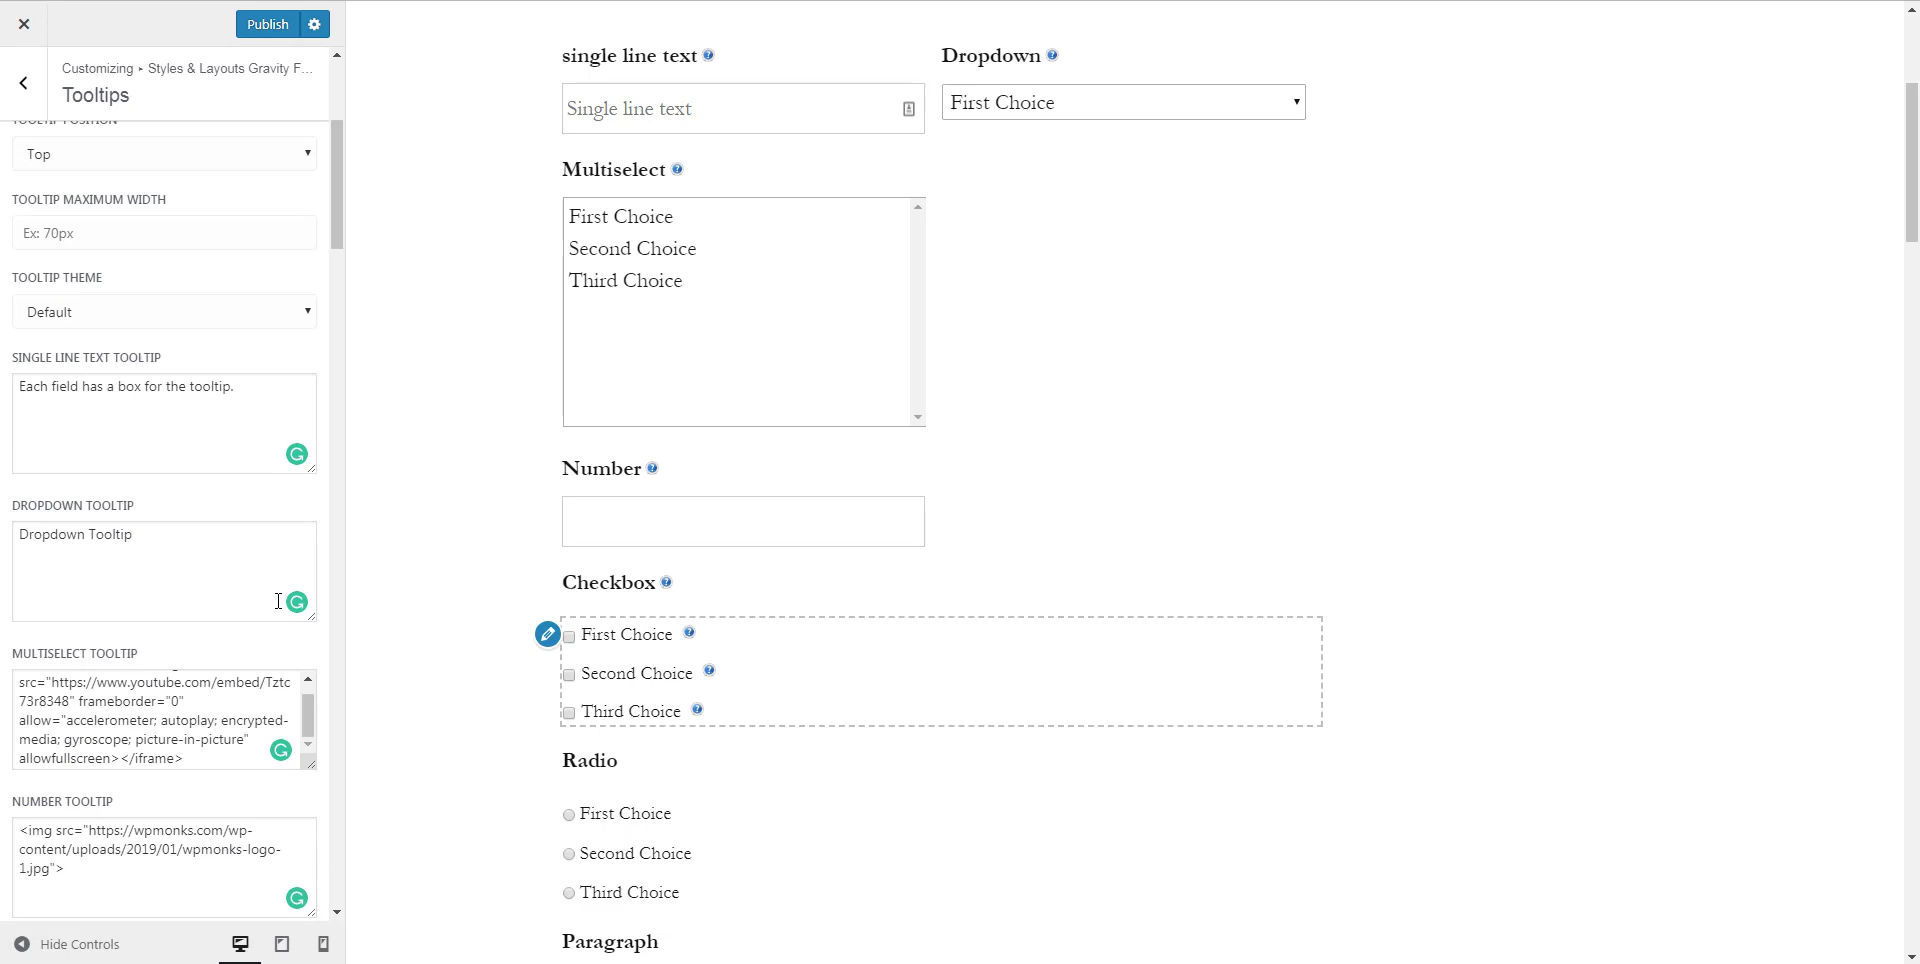 Publish
Customizing ▸ Styles & Layouts Gravity F...
Tooltips
TOOLTIP POSITION
Top
TOOLTIP MAXIMUM WIDTH
Ex: 70px
TOOLTIP THEME
Default
SINGLE LINE TEXT TOOLTIP
Each field has a box for the tooltip.
DROPDOWN TOOLTIP
Dropdown Tooltip
MULTISELECT TOOLTIP
src="https://www.youtube.com/embed/Tztc
73r8348" frameborder="0"
allow="accelerometer; autoplay; encrypted-
media; gyroscope; picture-in-picture"
allowfullscreen></iframe>
NUMBER TOOLTIP
<img src="https://wpmonks.com/wp-
content/uploads/2019/01/wpmonks-logo-
1.jpg">
Hide Controls
single line text
Single line text
Dropdown
First Choice
Multiselect
First Choice
Second Choice
Third Choice
Number
Checkbox
First Choice
Second Choice
Third Choice
Radio
First Choice
Second Choice
Third Choice
Paragraph